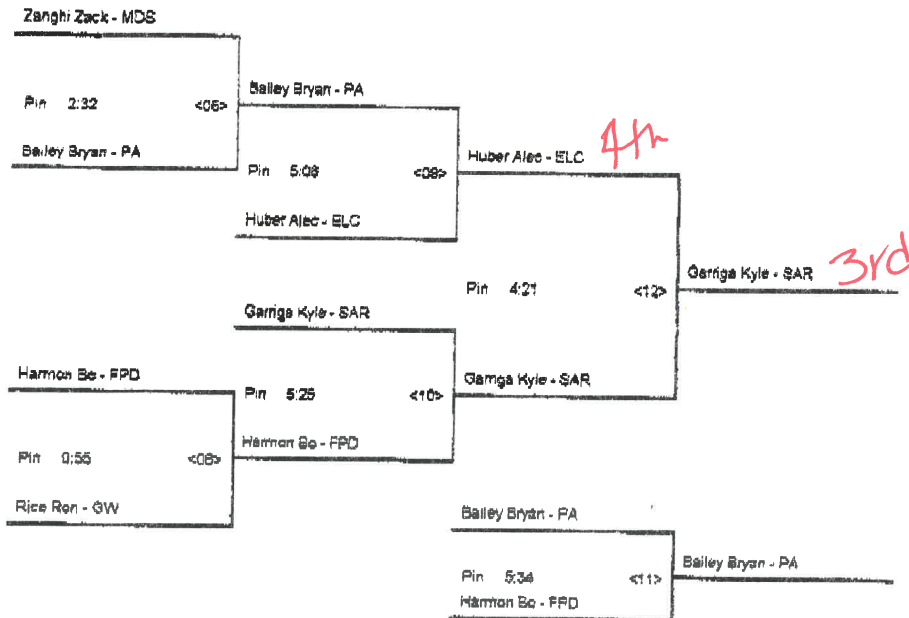 Zanghi Zack - MDS
Pin 2:32 <05>
Bailey Bryan - PA
Bailey Bryan - PA
Pin 5:08 <09>
Huber Alec - ELC
Huber Alec - ELC 4th
Pin 4:21 <12>
Garriga Kyle - SAR 3rd
Garriga Kyle - SAR
Harmon Bo - FPD
Pin 5:25 <10>
Garriga Kyle - SAR
Harmon Bo - FPD
Pin 0:55 <06>
Rice Ron - GW
Bailey Bryan - PA
Pin 5:34 <11>
Bailey Bryan - PA
Harmon Bo - FPD